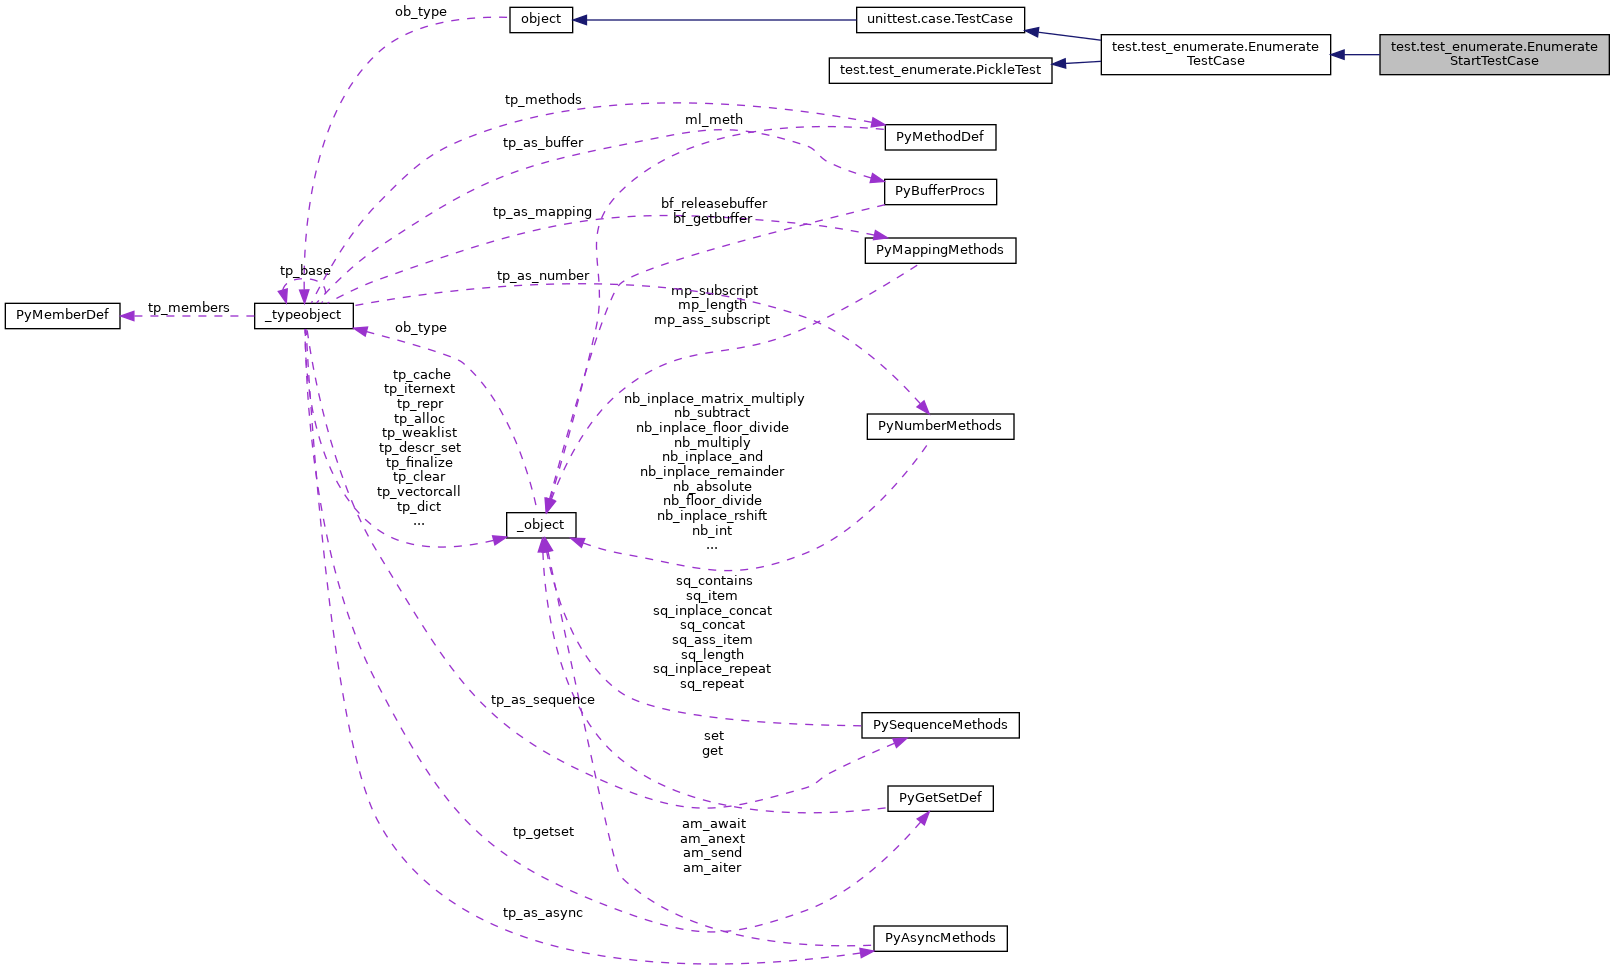 ob_type
object
unittest.case.TestCase
test.test_enumerate.Enumerate
TestCase
test.test_enumerate.Enumerate
StartTestCase
test.test_enumerate.PickleTest
tp_methods
ml_meth
PyMethodDef
tp_as_buffer
PyBufferProcs
tp_as_mapping
bf_releasebuffer
bf_getbuffer
PyMappingMethods
tp_base
tp_as_number
mp_subscript
mp_length
mp_ass_subscript
PyMemberDef
tp_members
_typeobject
ob_type
tp_cache
tp_iternext
tp_repr
tp_alloc
tp_weaklist
tp_descr_set
tp_finalize
tp_clear
tp_vectorcall
tp_dict
...
nb_inplace_matrix_multiply
nb_subtract
nb_inplace_floor_divide
nb_multiply
nb_inplace_and
nb_inplace_remainder
nb_absolute
nb_floor_divide
nb_inplace_rshift
nb_int
...
PyNumberMethods
_object
sq_contains
sq_item
sq_inplace_concat
sq_concat
sq_ass_item
sq_length
sq_inplace_repeat
sq_repeat
tp_as_sequence
PySequenceMethods
set
get
PyGetSetDef
tp_getset
am_await
am_anext
am_send
am_aiter
tp_as_async
PyAsyncMethods